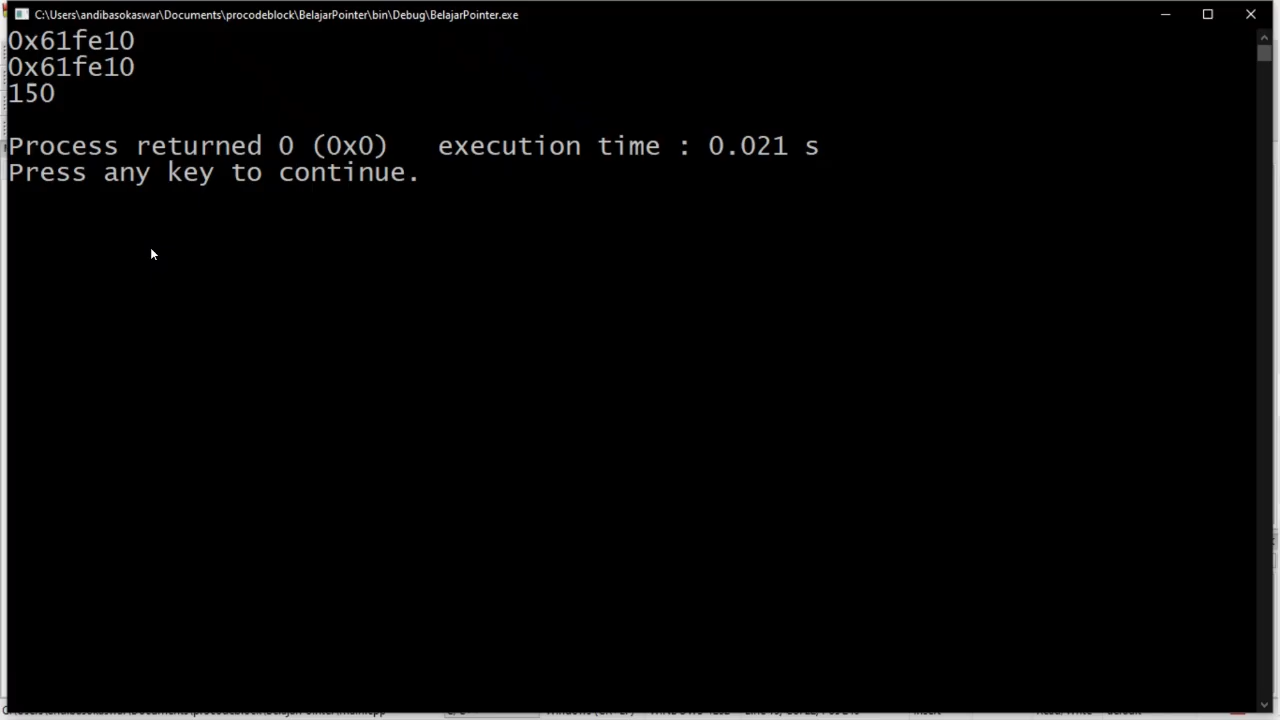 C:\Users\andibasokaswar\Documents\procodeblock\BelajarPointer\bin\Debug\BelajarPointer.exe
0x61fe10
0x61fe10
150
Process returned 0 (0x0)   execution time : 0.021 s
Press any key to continue.